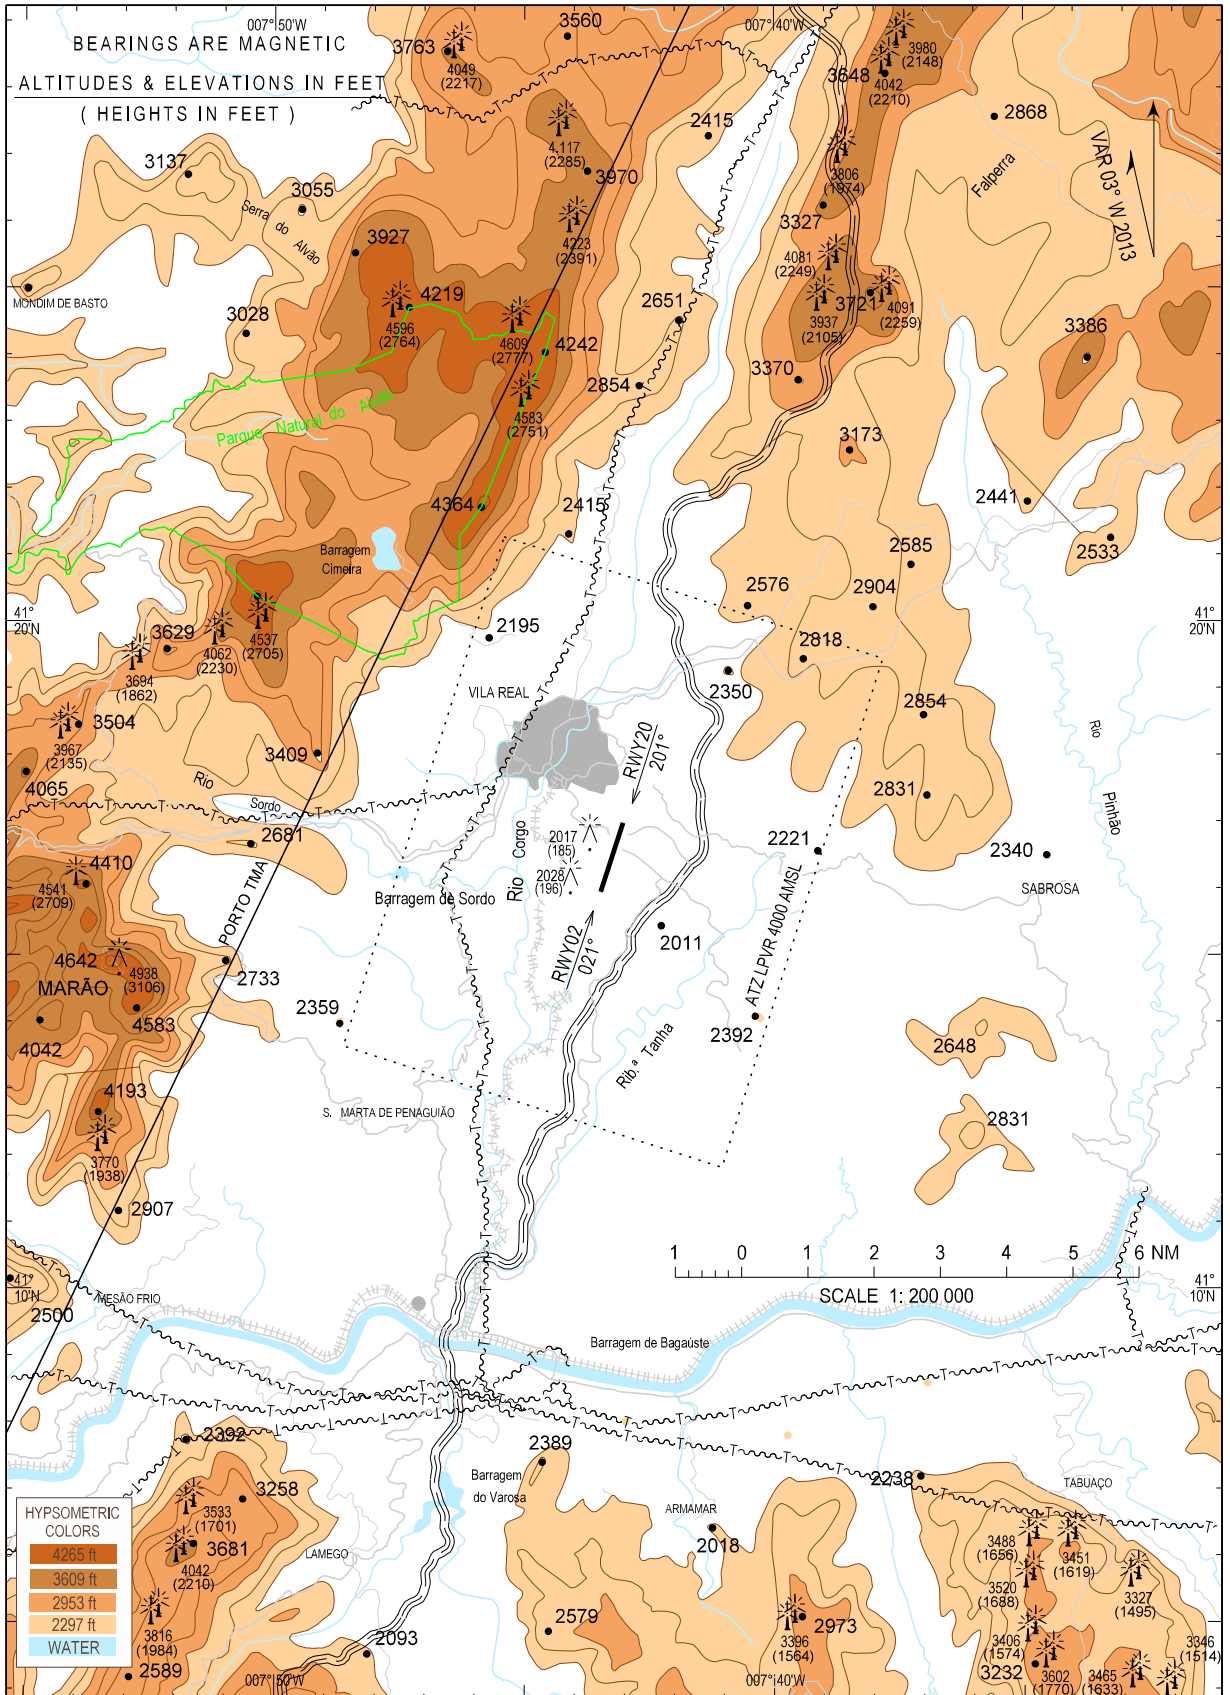 007°50'W
007°40'W
BEARINGS ARE MAGNETIC
ALTITUDES & ELEVATIONS IN FEET
( HEIGHTS IN FEET )
3763
4049
(2217)
3560
3980
(2148)
3648
4042
(2210)
2868
2415
4.117
(2285)
3970
3806
(1974)
VAR 03° W 2013
Falperra
3137
3055
Serra do Alvão
3927
4223
(2391)
3327
4081
(2249)
MONDIM DE BASTO
3028
4219
4596
(2764)
4609
(2777)
4242
2651
3721
3937
(2105)
4091
(2259)
3386
3370
2854
4583
(2751)
Parque Natural do Alvão
3173
4364
2415
2441
2533
Barragem
Cimeira
2585
2576
2904
41°
20'N
41°
20'N
3629
4062
(2230)
4537
(2705)
2195
2818
3694
(1862)
2350
VILA REAL
3504
3967
(2135)
2854
3409
4065
RWY20
201°
Rio
Sordo
2831
Rio
Pinhão
2681
2017
(185)
Rio Corgo
2221
2340
4410
4541
(2709)
2028
(196)
SABROSA
Barragem de Sordo
PORTO TMA
2011
RWY02
021°
ATZ LPVR 4000 AMSL
4642
4938
(3106)
MARÃO
2733
4583
2359
2392
4042
2648
Rib.ª Tanha
4193
S. MARTA DE PENAGUIÃO
2831
3770
(1938)
2907
1 0 1 2 3 4 5 6 NM
SCALE 1: 200 000
41°
10'N
41°
10'N
MESÃO FRIO
2500
Barragem de Bagaúste
2392
2389
Barragem
do Varosa
2238
TABUAÇO
HYPSOMETRIC
COLORS
4265 ft
3609 ft
2953 ft
2297 ft
WATER
3258
3533
(1701)
3681
4042
(2210)
LAMEGO
ARMAMAR
2018
3488
(1656)
3451
(1619)
3520
(1688)
3327
(1495)
3816
(1984)
2579
2973
3396
(1564)
3406
(1574)
3346
(1514)
2093
2589
3232
3602
(1770)
3465
(1633)
007°50'W
007°40'W